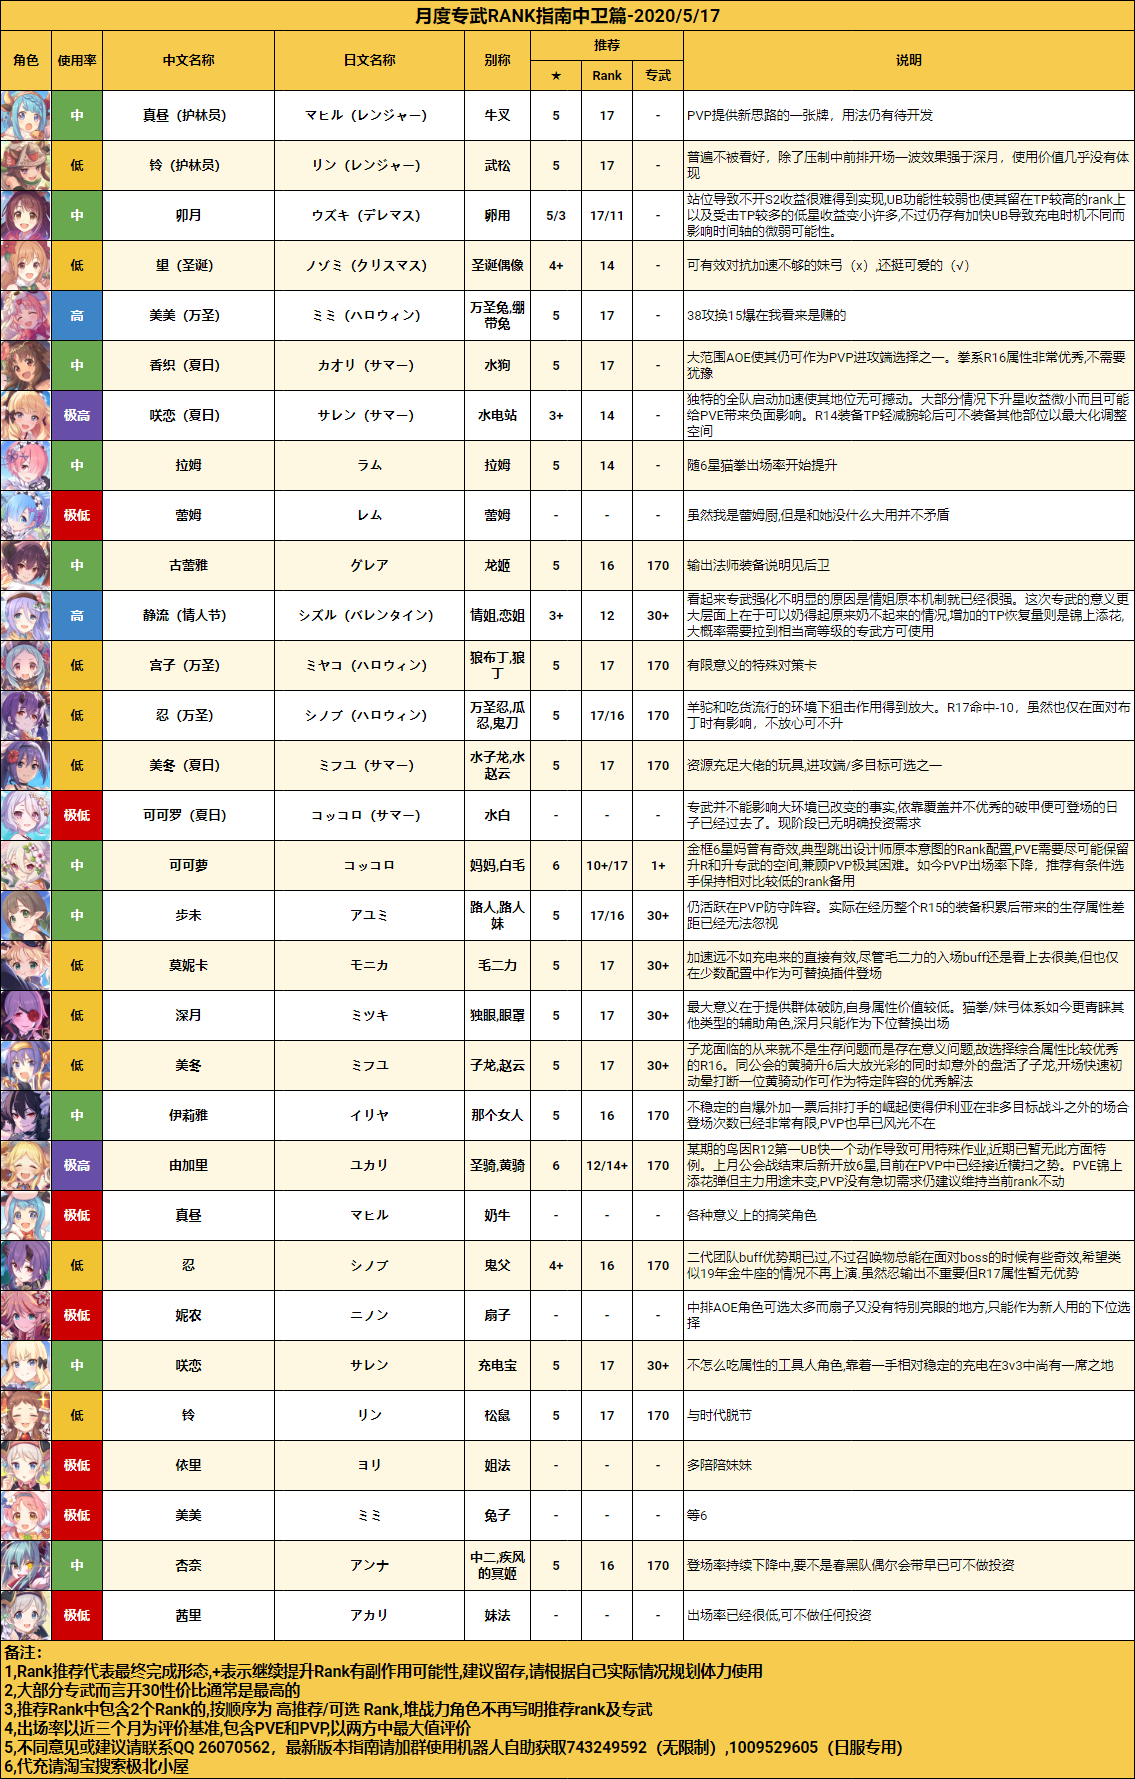 月度专武RANK指南中卫篇-2020/5/17
角色 使用率 中文名称 日文名称 别称 推荐 说明
★ Rank 专武
中 真昼（护林员） マヒル（レンジャー） 牛叉 5 17 - PVP提供新思路的一张牌，用法仍有待开发
低 铃（护林员） リン（レンジャー） 武松 5 17 - 普遍不被看好，除了压制中前排开场一波效果强于深月，使用价值几乎没有体
现
中 卯月 ウズキ（デレマス） 卵用 5/3 17/11 - 站位导致不开S2收益很难得到实现,UB功能性较弱也使其留在TP较高的rank上
以及受击TP较多的低星收益变小许多,不过仍存有加快UB导致充电时机不同而
影响时间轴的微弱可能性。
低 望（圣诞） ノゾミ（クリスマス） 圣诞偶像 4+ 14 - 可有效对抗加速不够的妹弓（x）,还挺可爱的（√）
高 美美（万圣） ミミ（ハロウィン） 万圣兔,绷
带兔 5 17 - 38攻换15爆在我看来是赚的
中 香织（夏日） カオリ（サマー） 水狗 5 17 - 大范围AOE使其仍可作为PVP进攻端选择之一。拳系R16属性非常优秀,不需要
犹豫
极高 咲恋（夏日） サレン（サマー） 水电站 3+ 14 - 独特的全队启动加速使其地位无可撼动。大部分情况下升星收益微小而且可能
给PVE带来负面影响。R14装备TP轻减腕轮后可不装备其他部位以最大化调整
空间
中 拉姆 ラム 拉姆 5 14 - 随6星猫拳出场率开始提升
极低 蕾姆 レム 蕾姆 - - - 虽然我是蕾姆厨,但是和她没什么大用并不矛盾
中 古蕾雅 グレア 龙姬 5 16 170 输出法师装备说明见后卫
高 静流（情人节） シズル（バレンタイン） 情姐,恋姐 3+ 12 30+ 看起来专武强化不明显的原因是情姐原本机制就已经很强。这次专武的意义更
大层面上在于可以奶得起原来奶不起来的情况,增加的TP恢复量则是锦上添花,
大概率需要拉到相当高等级的专武方可使用
低 宫子（万圣） ミヤコ（ハロウィン） 狼布丁,狼
丁 5 17 170 有限意义的特殊对策卡
低 忍（万圣） シノブ（ハロウィン） 万圣忍,瓜
忍,鬼刀 5 17/16 170 羊驼和吃货流行的环境下狙击作用得到放大。R17命中-10，虽然也仅在面对布
丁时有影响，不放心可不升
低 美冬（夏日） ミフユ（サマー） 水子龙,水
赵云 5 17 170 资源充足大佬的玩具,进攻端/多目标可选之一
极低 可可罗（夏日） コッコロ（サマー） 水白 - - - 专武并不能影响大环境已改变的事实,依靠覆盖并不优秀的破甲便可登场的日
子已经过去了。现阶段已无明确投资需求
中 可可萝 コッコロ 妈妈,白毛 6 10+/17 1+ 金框6星妈曾有奇效,典型跳出设计师原本意图的Rank配置,PVE需要尽可能保留
升R和升专武的空间,兼顾PVP极其困难。如今PVP出场率下降，推荐有条件选
手保持相对比较低的rank备用
中 步未 アユミ 路人,路人
妹 5 17/16 30+ 仍活跃在PVP防守阵容。实际在经历整个R15的装备积累后带来的生存属性差
距已经无法忽视
低 莫妮卡 モニカ 毛二力 5 17 30+ 加速远不如充电来的直接有效,尽管毛二力的入场buff还是看上去很美,但也仅
在少数配置中作为可替换插件登场
低 深月 ミツキ 独眼,眼罩 5 17 30+ 最大意义在于提供群体破防,自身属性价值较低。猫拳/妹弓体系如今更青睐其
他类型的辅助角色,深月只能作为下位替换出场
低 美冬 ミフユ 子龙,赵云 5 17 30+ 子龙面临的从来就不是生存问题而是存在意义问题,故选择综合属性比较优秀
的R16。同公会的黄骑升6后大放光彩的同时却意外的盘活了子龙,开场快速初
动晕打断一位黄骑动作可作为特定阵容的优秀解法
中 伊莉雅 イリヤ 那个女人 5 16 170 不稳定的自爆外加一票后排打手的崛起使得伊利亚在非多目标战斗之外的场合
登场次数已经非常有限,PVP也早已风光不在
极高 由加里 ユカリ 圣骑,黄骑 6 12/14+ 170 某期的鸟因R12第一UB快一个动作导致可用特殊作业,近期已暂无此方面特
例。上月公会战结束后新开放6星,目前在PVP中已经接近横扫之势。PVE锦上
添花弹但主力用途未变,PVP没有急切需求仍建议维持当前rank不动
极低 真昼 マヒル 奶牛 - - - 各种意义上的搞笑角色
低 忍 シノブ 鬼父 4+ 16 170 二代团队buff优势期已过,不过召唤物总能在面对boss的时候有些奇效,希望类
似19年金牛座的情况不再上演.虽然忍输出不重要但R17属性暂无优势
极低 妮农 ニノン 扇子 - - - 中排AOE角色可选太多而扇子又没有特别亮眼的地方,只能作为新人用的下位选
择
中 咲恋 サレン 充电宝 5 17 30+ 不怎么吃属性的工具人角色,靠着一手相对稳定的充电在3v3中尚有一席之地
低 铃 リン 松鼠 5 17 170 与时代脱节
极低 依里 ヨリ 姐法 - - - 多陪陪妹妹
极低 美美 ミミ 兔子 - - - 等6
中 杏奈 アンナ 中二,疾风
的冥姬 5 16 170 登场率持续下降中,要不是春黑队偶尔会带早已可不做投资
极低 茜里 アカリ 妹法 - - - 出场率已经很低,可不做任何投资
备注：
1,Rank推荐代表最终完成形态,+表示继续提升Rank有副作用可能性,建议留存,请根据自己实际情况规划体力使用
2,大部分专武而言开30性价比通常是最高的
3,推荐Rank中包含2个Rank的,按顺序为 高推荐/可选 Rank,堆战力角色不再写明推荐rank及专武
4,出场率以近三个月为评价基准,包含PVE和PVP,以两方中最大值评价
5,不同意见或建议请联系QQ 26070562，最新版本指南请加群使用机器人自助获取743249592（无限制）,1009529605（日服专用）
6,代充请淘宝搜索极北小屋